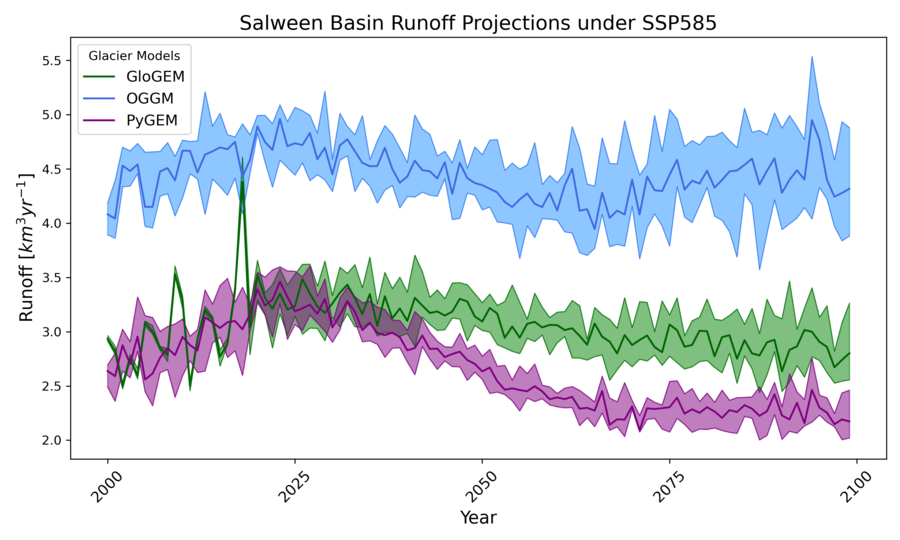 Salween Basin Runoff Projections under SSP585
Glacier Models
GloGEM
OGGM
PyGEM
Runoff [km³yr⁻¹]
5.5
5.0
4.5
4.0
3.5
3.0
2.5
2.0
2000
2025
2050
2075
2100
Year